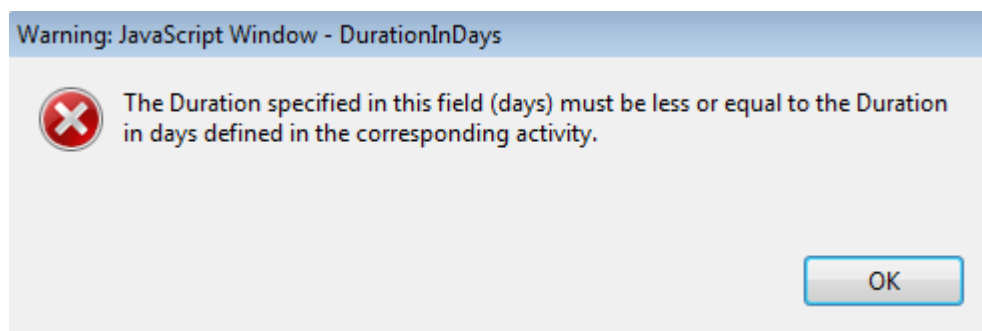 Warning: JavaScript Window - DurationInDays
The Duration specified in this field (days) must be less or equal to the Duration
in days defined in the corresponding activity.
OK